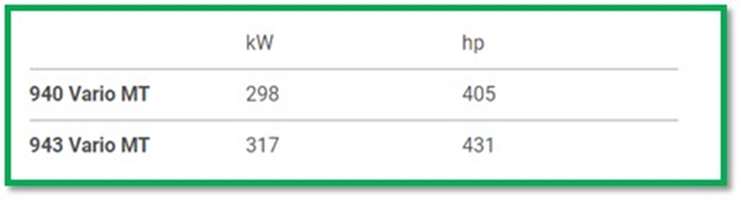 kW hp
940 Vario MT 298 405
943 Vario MT 317 431